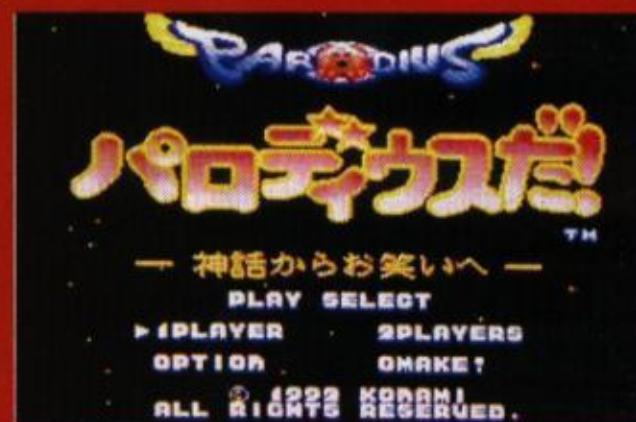 PARODIUS
パロディウスだ!
TM
— 神話からお笑いへ —
PLAY SELECT
▶ 1PLAYER 2PLAYERS
OPTION OMAKE!
© 1992 KONAMI
ALL RIGHTS RESERVED.